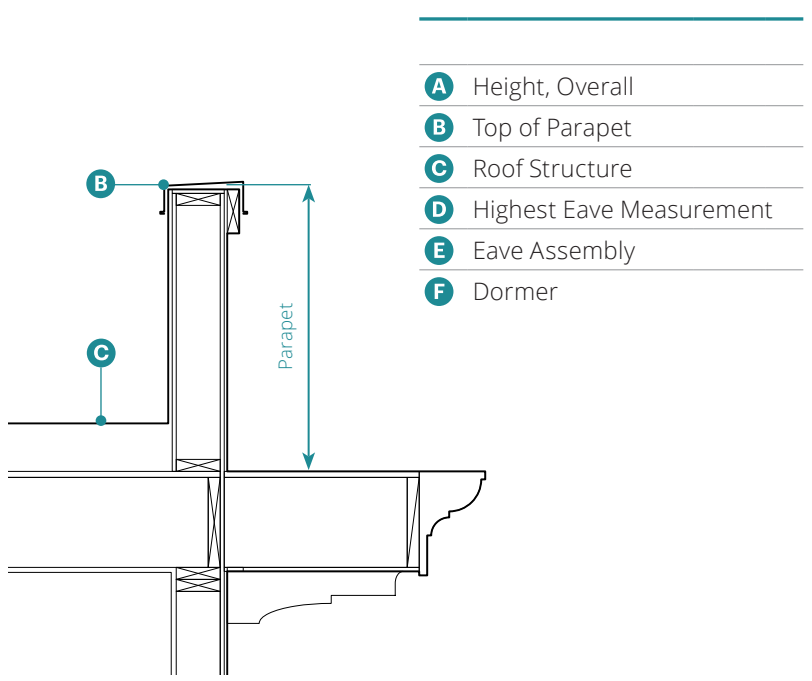 A Height, Overall
B Top of Parapet
C Roof Structure
D Highest Eave Measurement
E Eave Assembly
F Dormer
B
Parapet
C